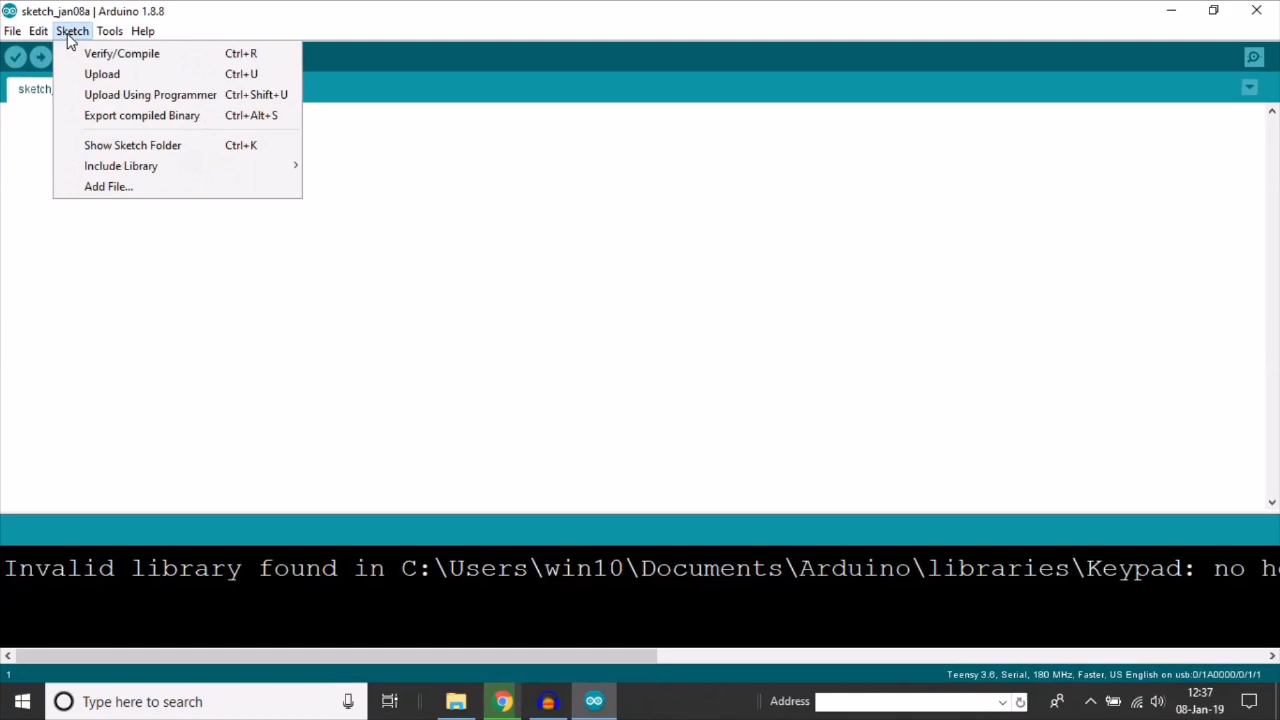 sketch_jan08a | Arduino 1.8.8
File Edit Sketch Tools Help
Verify/Compile Ctrl+R
Upload Ctrl+U
sketch_
Upload Using Programmer Ctrl+Shift+U
Export compiled Binary Ctrl+Alt+S
Show Sketch Folder Ctrl+K
Include Library
Add File...
Invalid library found in C:\Users\win10\Documents\Arduino\libraries\Keypad: no h
1 Teensy 3.6, Serial, 180 MHz, Faster, US English on usb:0/1A0000/0/1/1
Type here to search Address 12:37
08-Jan-19